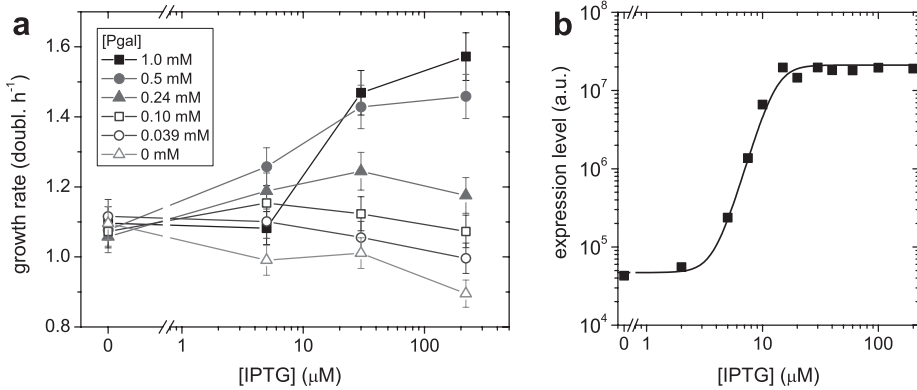 a
[Pgal]
1.0 mM
0.5 mM
0.24 mM
0.10 mM
0.039 mM
0 mM
growth rate (doubl. h⁻¹)
1.6
1.4
1.2
1.0
0.8
0 1 10 100
[IPTG] (μM)
b
expression level (a.u.)
10⁸
10⁷
10⁶
10⁵
10⁴
0 1 10 100
[IPTG] (μM)